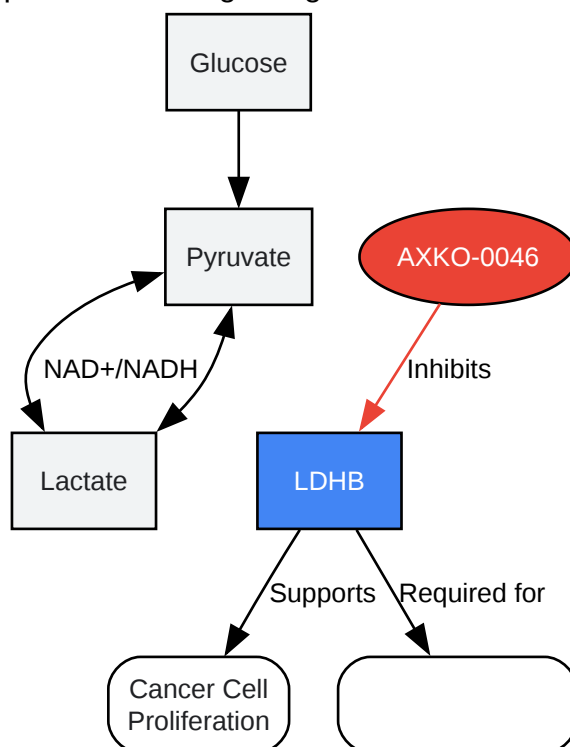 Glucose
Pyruvate
AXKO-0046
NAD+/NADH
Inhibits
Lactate
LDHB
Supports
Required for
Cancer Cell
Proliferation